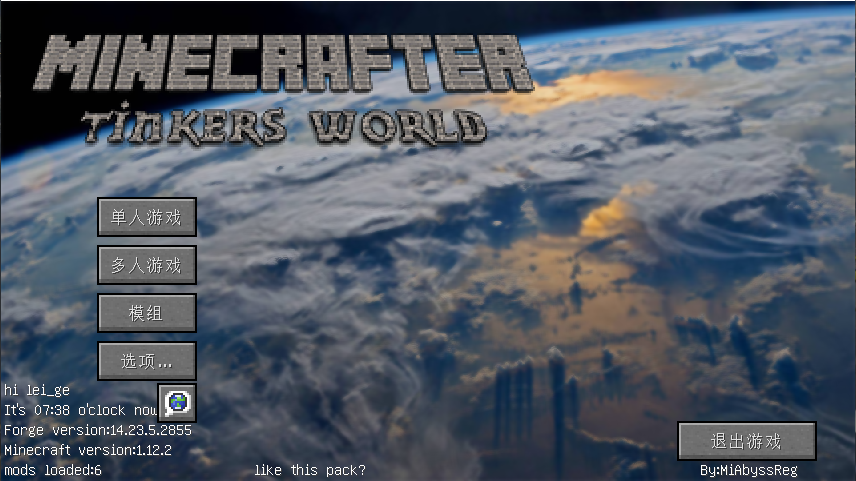 MINECRAFTER
TINKERS WORLD
单人游戏
多人游戏
模组
选项...
hi lei_ge
It's 07:38 o'clock now
Forge version:14.23.5.2855
Minecraft version:1.12.2
mods loaded:6
like this pack?
退出游戏
By:MiAbyssReg